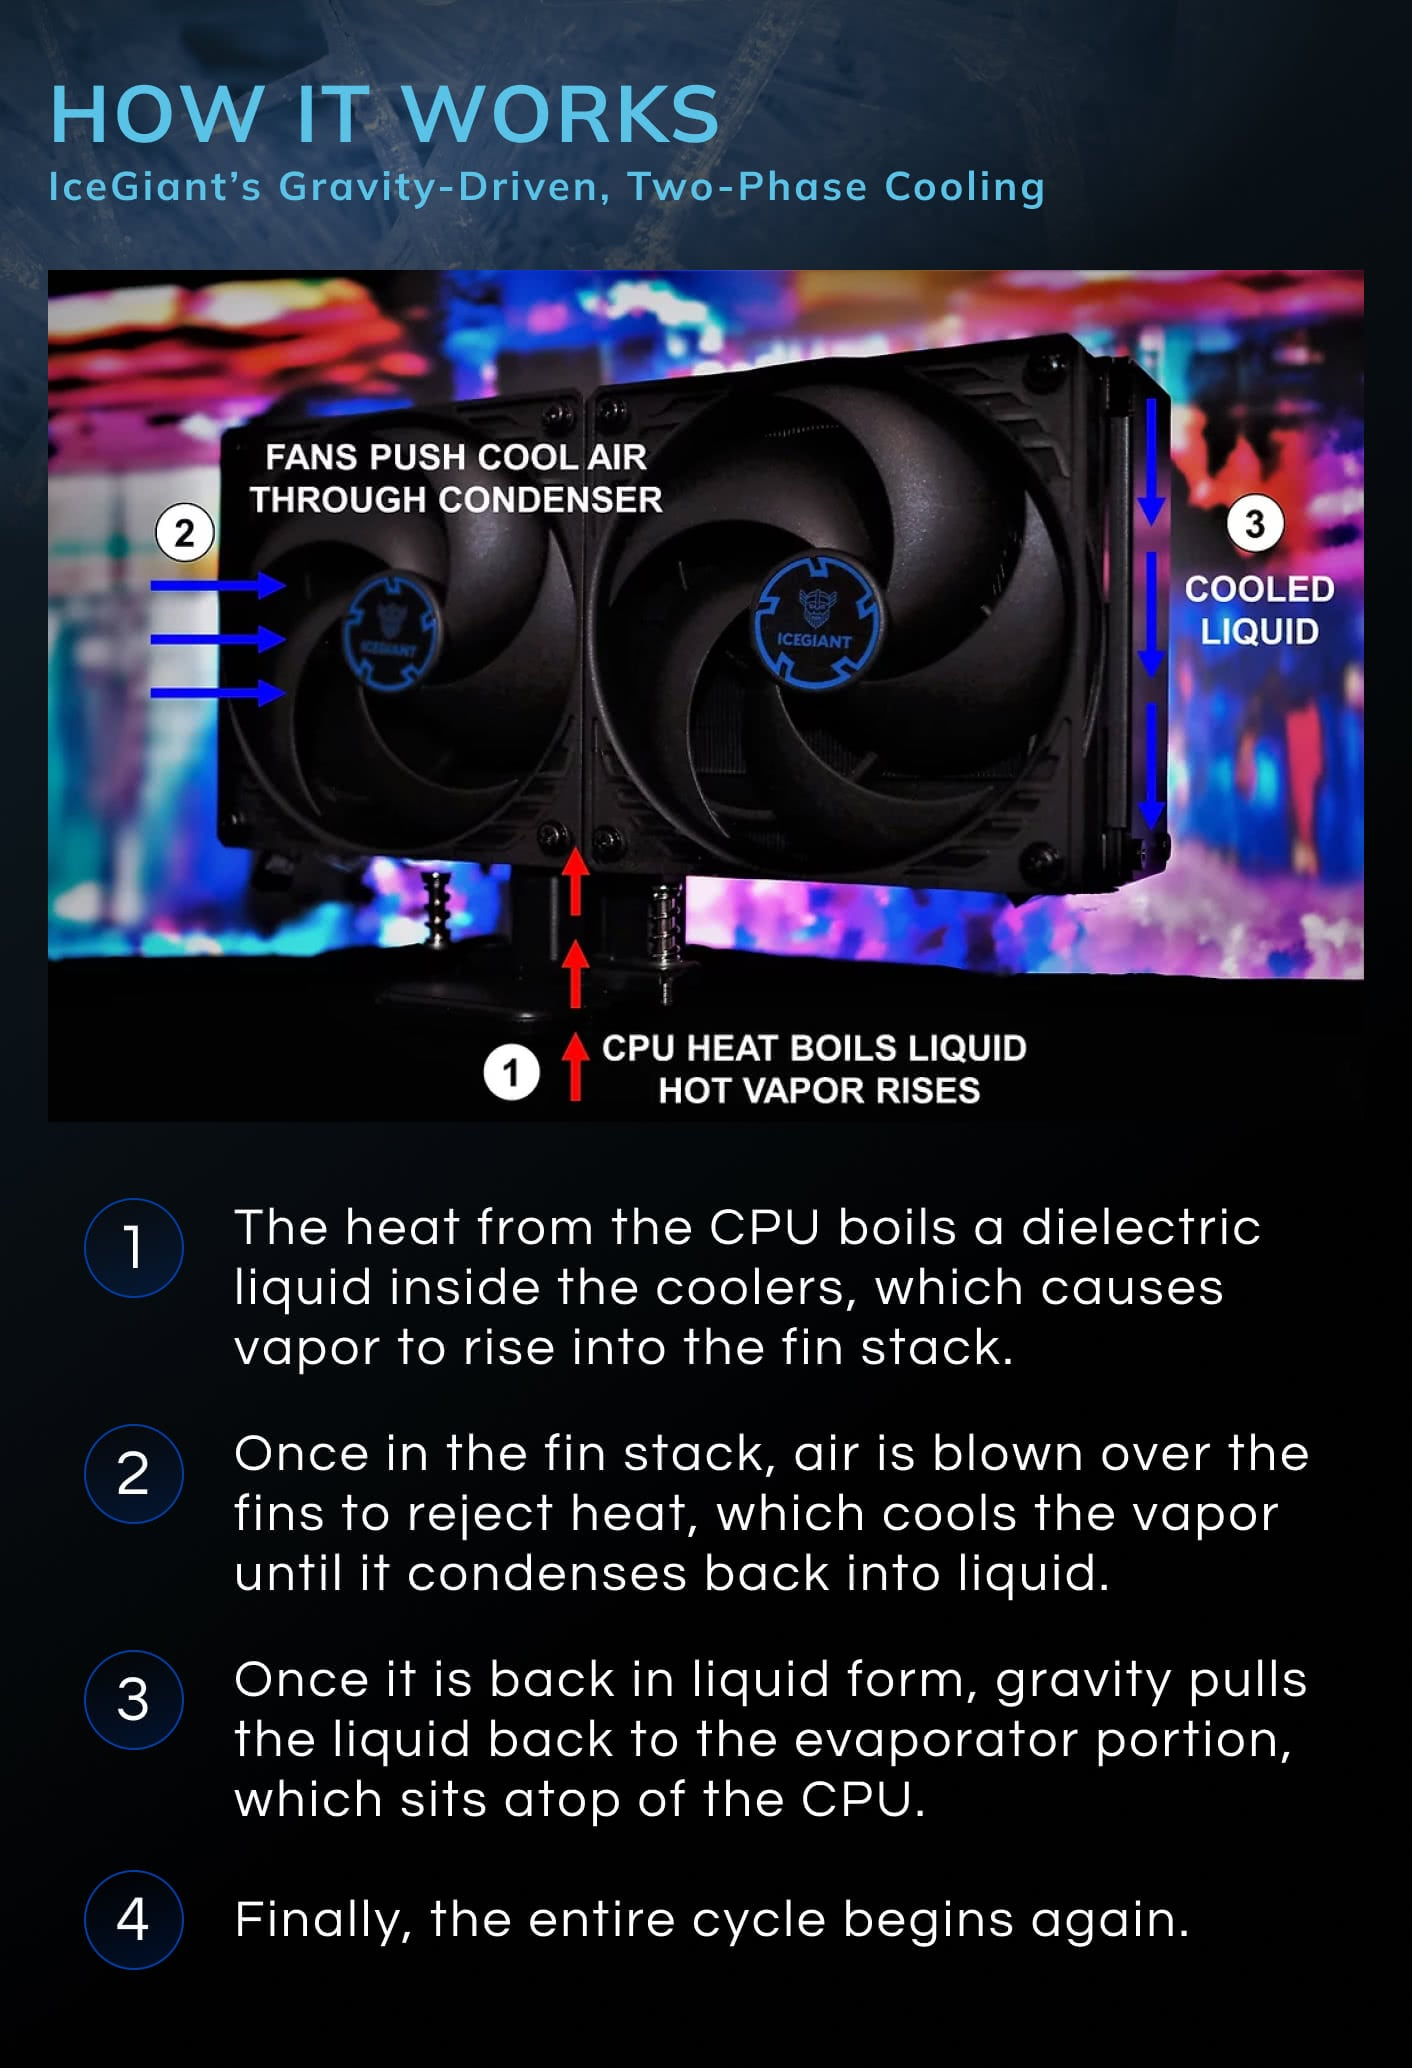 HOW IT WORKS
IceGiant’s Gravity-Driven, Two-Phase Cooling
FANS PUSH COOL AIR
THROUGH CONDENSER
2
3
COOLED
LIQUID
ICEGIANT
ICEGIANT
1
CPU HEAT BOILS LIQUID
HOT VAPOR RISES
1
The heat from the CPU boils a dielectric
liquid inside the coolers, which causes
vapor to rise into the fin stack.
2
Once in the fin stack, air is blown over the
fins to reject heat, which cools the vapor
until it condenses back into liquid.
3
Once it is back in liquid form, gravity pulls
the liquid back to the evaporator portion,
which sits atop of the CPU.
4
Finally, the entire cycle begins again.